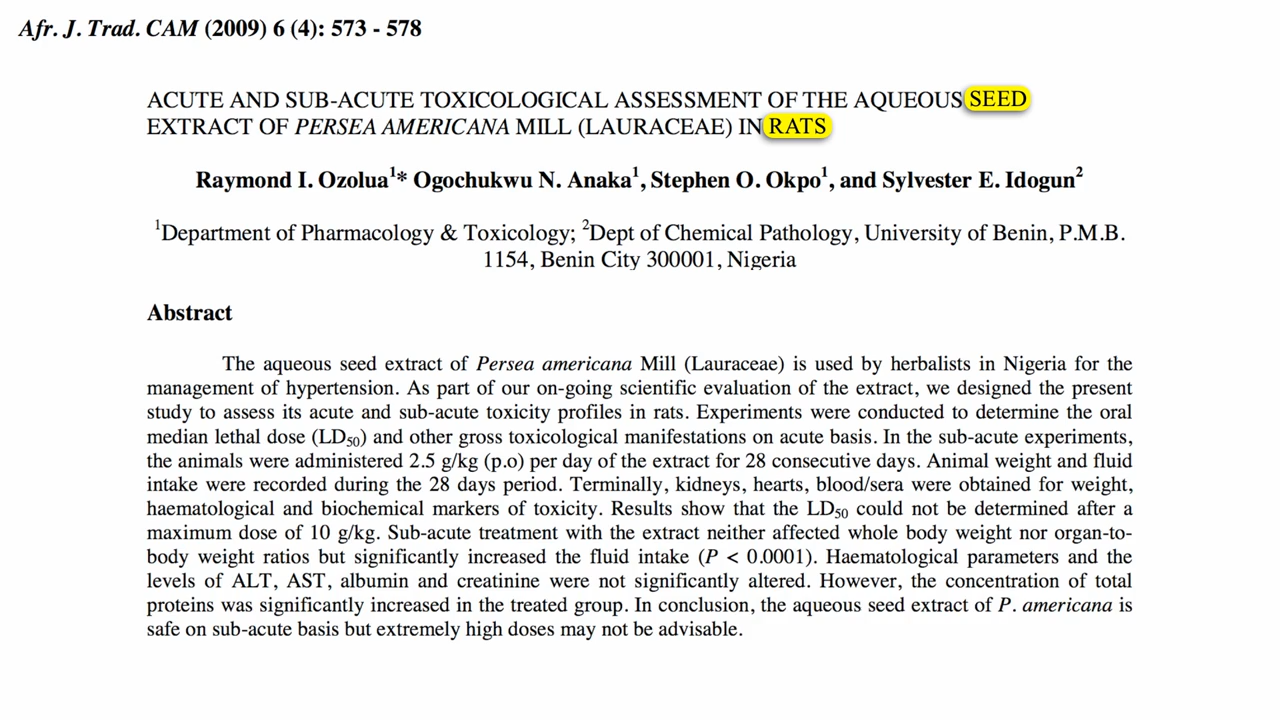 Afr. J. Trad. CAM (2009) 6 (4): 573 - 578
ACUTE AND SUB-ACUTE TOXICOLOGICAL ASSESSMENT OF THE AQUEOUS SEED
EXTRACT OF PERSEA AMERICANA MILL (LAURACEAE) IN RATS
Raymond I. Ozolua1* Ogochukwu N. Anaka1, Stephen O. Okpo1, and Sylvester E. Idogun2
1Department of Pharmacology & Toxicology; 2Dept of Chemical Pathology, University of Benin, P.M.B.
1154, Benin City 300001, Nigeria
Abstract
The aqueous seed extract of Persea americana Mill (Lauraceae) is used by herbalists in Nigeria for the
management of hypertension. As part of our on-going scientific evaluation of the extract, we designed the present
study to assess its acute and sub-acute toxicity profiles in rats. Experiments were conducted to determine the oral
median lethal dose (LD50) and other gross toxicological manifestations on acute basis. In the sub-acute experiments,
the animals were administered 2.5 g/kg (p.o) per day of the extract for 28 consecutive days. Animal weight and fluid
intake were recorded during the 28 days period. Terminally, kidneys, hearts, blood/sera were obtained for weight,
haematological and biochemical markers of toxicity. Results show that the LD50 could not be determined after a
maximum dose of 10 g/kg. Sub-acute treatment with the extract neither affected whole body weight nor organ-to-
body weight ratios but significantly increased the fluid intake (P < 0.0001). Haematological parameters and the
levels of ALT, AST, albumin and creatinine were not significantly altered. However, the concentration of total
proteins was significantly increased in the treated group. In conclusion, the aqueous seed extract of P. americana is
safe on sub-acute basis but extremely high doses may not be advisable.